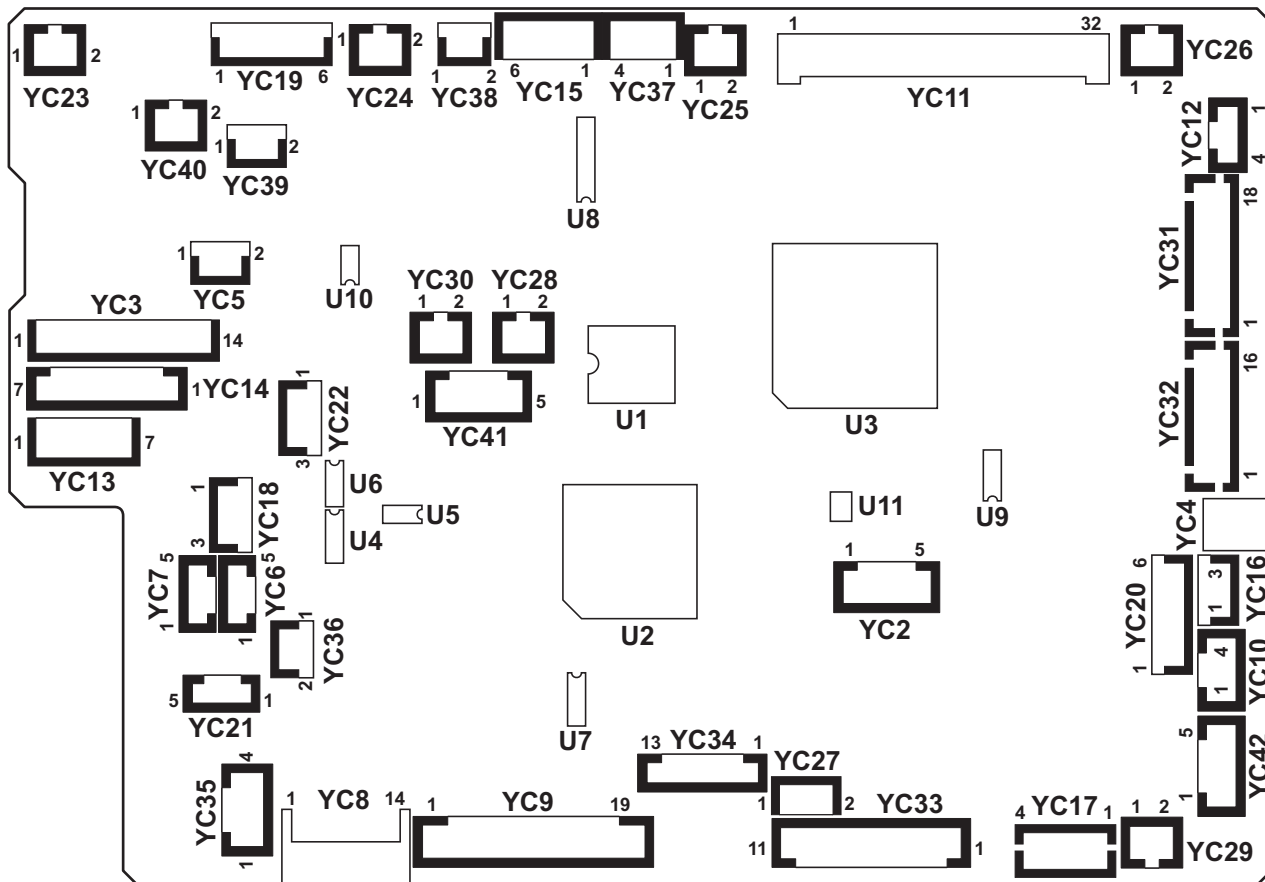 1 2
YC23
1 6
YC19
1 2
YC24
1 2
YC38
6 1
YC15
4 1
YC37
1 2
YC25
1 32
YC11
1 2
YC26
1 2
YC40
1 2
YC39
U8
YC12
1
4
YC31
18
1
1 2
YC5
U10
YC30
1 2
YC28
1 2
YC3
1 14
7 1
YC14
1 7
YC13
1
3
YC22
1 5
YC41
U1
U3
YC32
16
1
U6
U4
U5
1
3
YC18
U11
U9
YC4
5
1
YC7
5
1
YC6
U2
1 5
YC2
6
1
YC20
3
1
YC16
1
2
YC36
4
1
YC10
5 1
YC21
U7
5
1
YC42
13 1
YC34
YC27
1 2
4
1
YC35
1 14
YC8
1 19
YC9
11 1
YC33
4 1
YC17
1 2
YC29